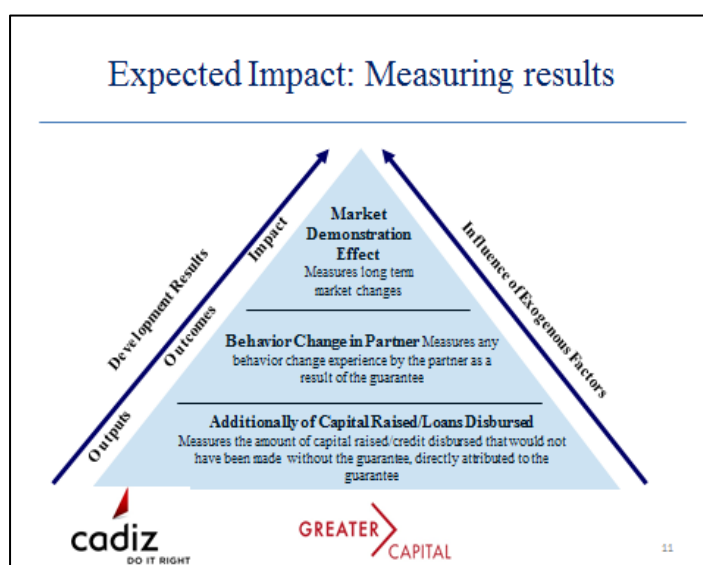 Expected Impact: Measuring results
Market
Demonstration
Effect
Measures long term
market changes
Impact
Development Results
Outcomes
Outputs
Influence of Exogenous Factors
Behavior Change in Partner Measures any
behavior change experience by the partner as a
result of the guarantee
Additionally of Capital Raised/Loans Disbursed
Measures the amount of capital raised/credit disbursed that would not
have been made without the guarantee, directly attributed to the
guarantee
cadiz
DO IT RIGHT
GREATER
CAPITAL
11